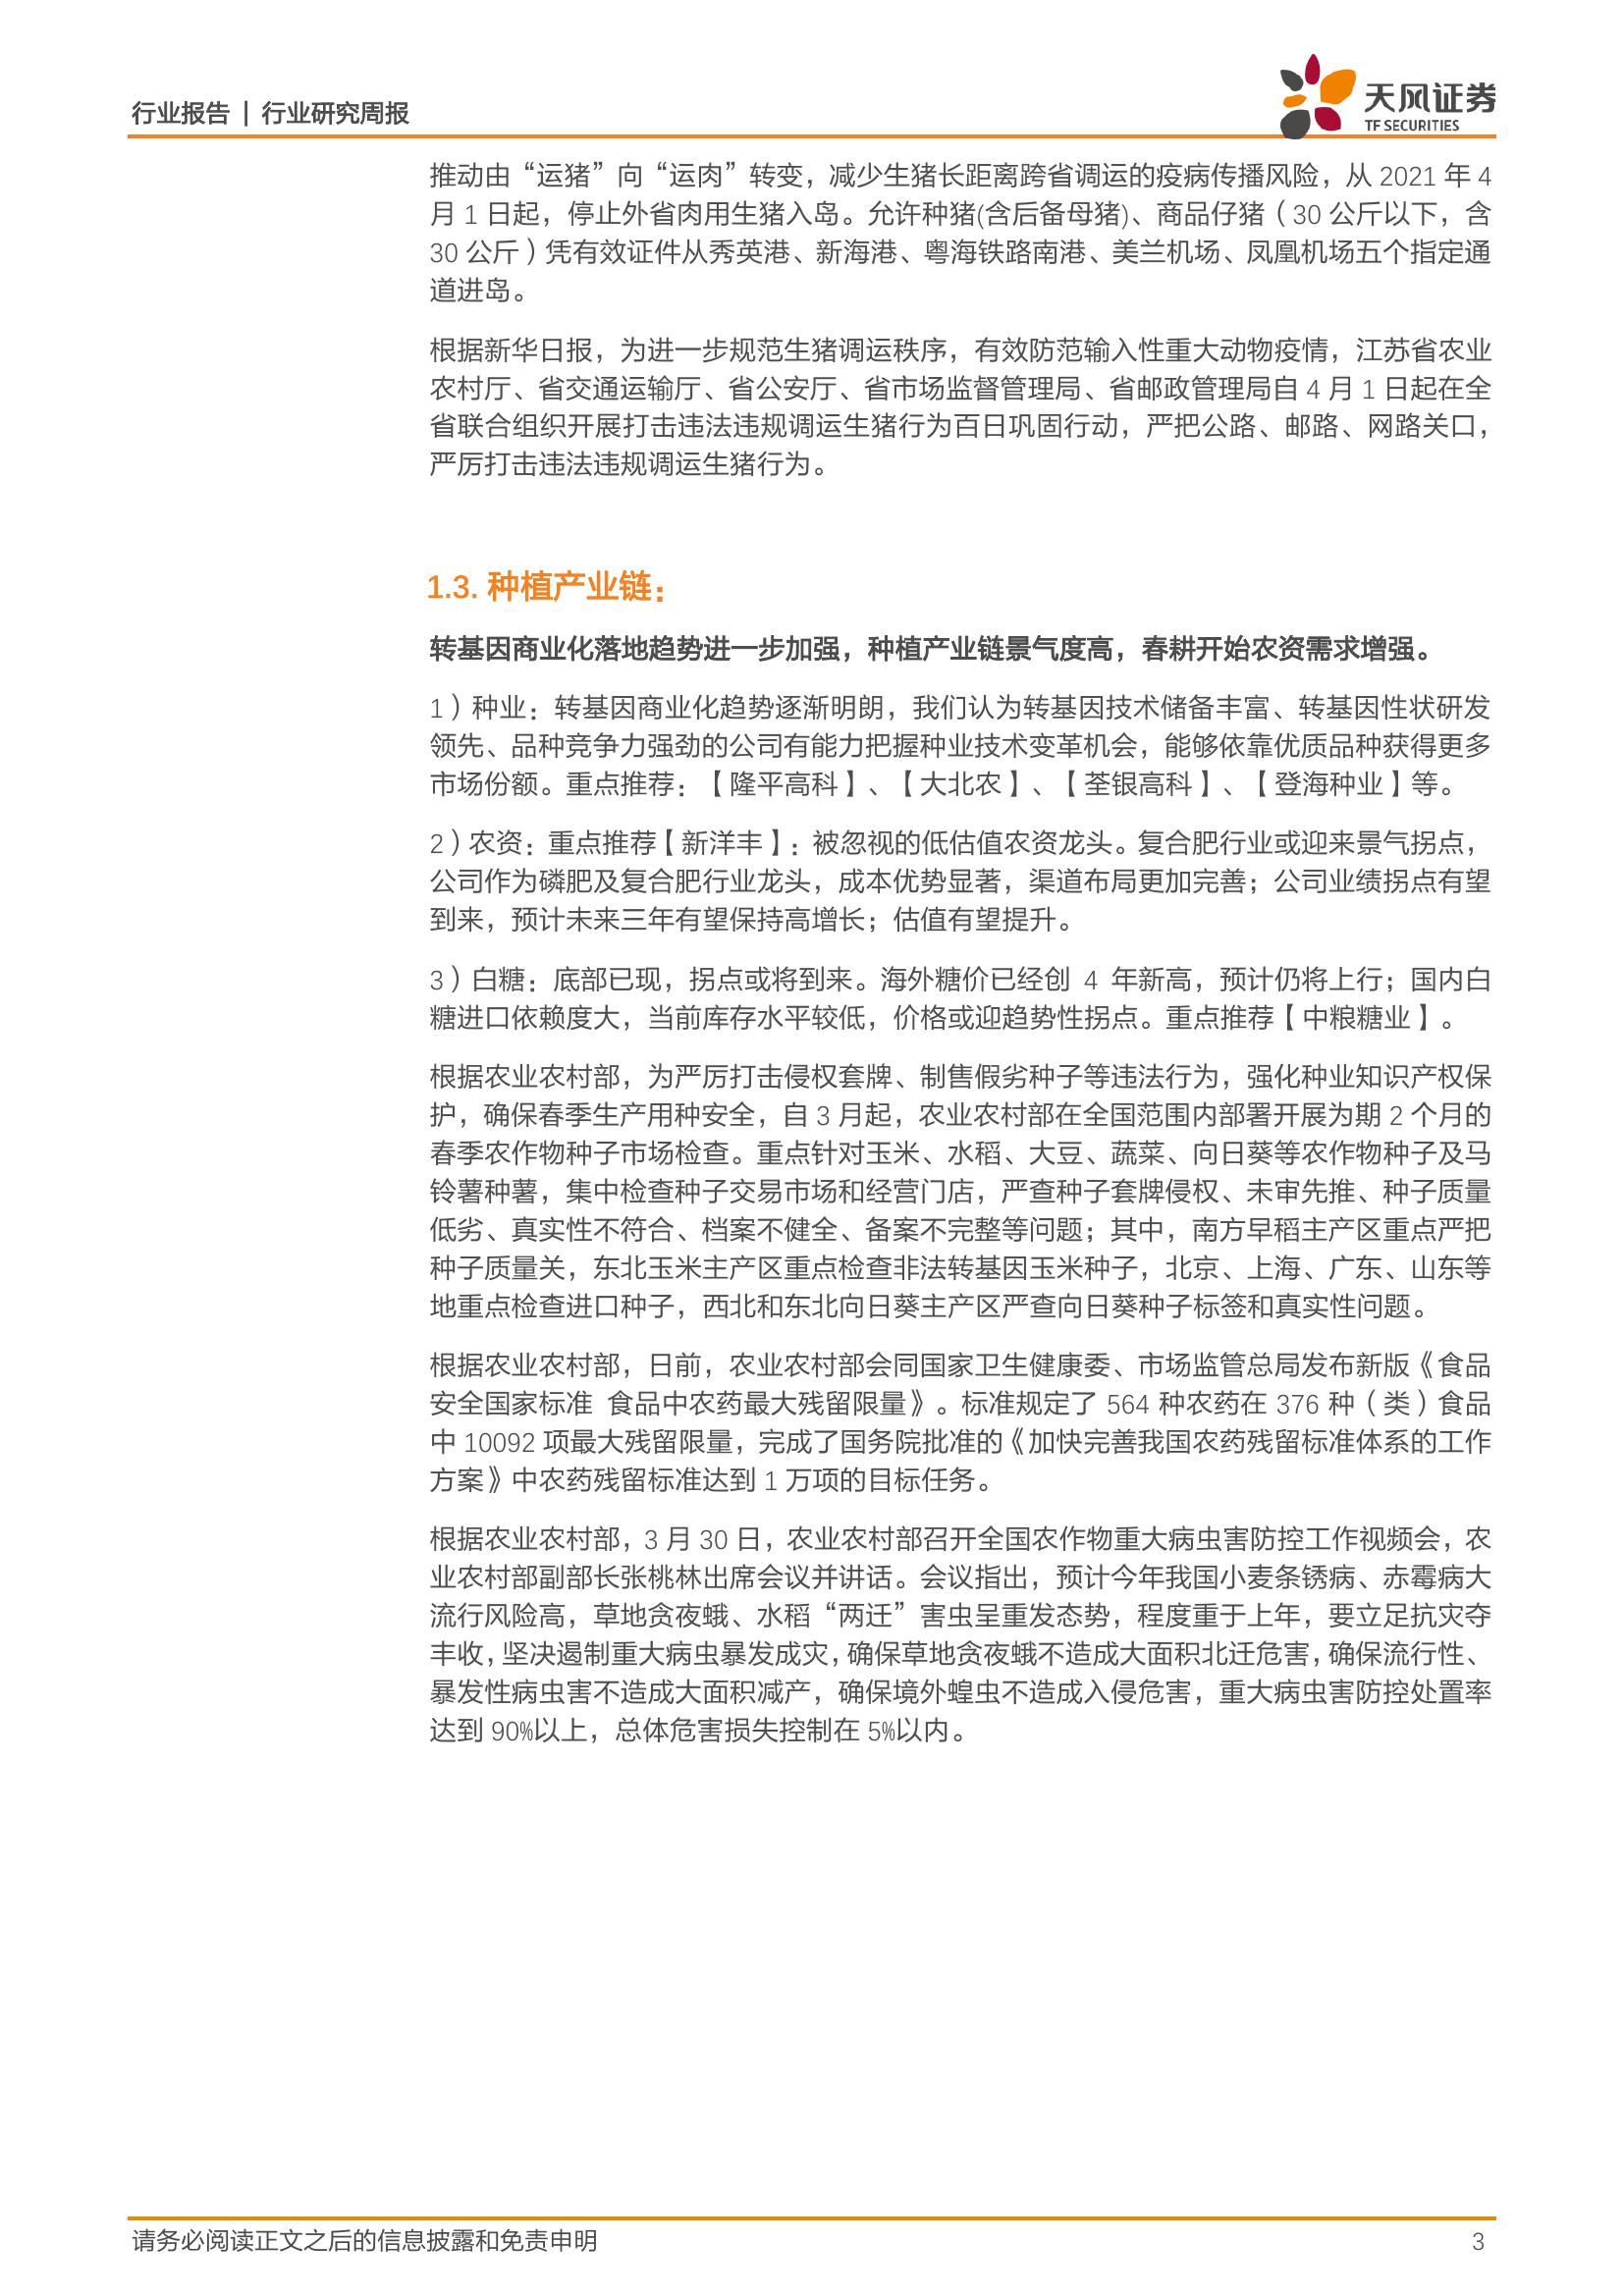 行业报告 | 行业研究周报
天风证券
TF SECURITIES
推动由“运猪”向“运肉”转变，减少生猪长距离跨省调运的疫病传播风险，从 2021 年 4
月 1 日起，停止外省肉用生猪入岛。允许种猪(含后备母猪)、商品仔猪（30 公斤以下，含
30 公斤）凭有效证件从秀英港、新海港、粤海铁路南港、美兰机场、凤凰机场五个指定通
道进岛。
根据新华日报，为进一步规范生猪调运秩序，有效防范输入性重大动物疫情，江苏省农业
农村厅、省交通运输厅、省公安厅、省市场监督管理局、省邮政管理局自 4 月 1 日起在全
省联合组织开展打击违法违规调运生猪行为百日巩固行动，严把公路、邮路、网路关口，
严厉打击违法违规调运生猪行为。
1.3. 种植产业链：
转基因商业化落地趋势进一步加强，种植产业链景气度高，春耕开始农资需求增强。
1）种业：转基因商业化趋势逐渐明朗，我们认为转基因技术储备丰富、转基因性状研发
领先、品种竞争力强劲的公司有能力把握种业技术变革机会，能够依靠优质品种获得更多
市场份额。重点推荐：【隆平高科】、【大北农】、【荃银高科】、【登海种业】等。
2）农资：重点推荐【新洋丰】：被忽视的低估值农资龙头。复合肥行业或迎来景气拐点，
公司作为磷肥及复合肥行业龙头，成本优势显著，渠道布局更加完善；公司业绩拐点有望
到来，预计未来三年有望保持高增长；估值有望提升。
3）白糖：底部已现，拐点或将到来。海外糖价已经创 4 年新高，预计仍将上行；国内白
糖进口依赖度大，当前库存水平较低，价格或迎趋势性拐点。重点推荐【中粮糖业】。
根据农业农村部，为严厉打击侵权套牌、制售假劣种子等违法行为，强化种业知识产权保
护，确保春季生产用种安全，自 3 月起，农业农村部在全国范围内部署开展为期 2 个月的
春季农作物种子市场检查。重点针对玉米、水稻、大豆、蔬菜、向日葵等农作物种子及马
铃薯种薯，集中检查种子交易市场和经营门店，严查种子套牌侵权、未审先推、种子质量
低劣、真实性不符合、档案不健全、备案不完整等问题；其中，南方早稻主产区重点严把
种子质量关，东北玉米主产区重点检查非法转基因玉米种子，北京、上海、广东、山东等
地重点检查进口种子，西北和东北向日葵主产区严查向日葵种子标签和真实性问题。
根据农业农村部，日前，农业农村部会同国家卫生健康委、市场监管总局发布新版《食品
安全国家标准 食品中农药最大残留限量》。标准规定了 564 种农药在 376 种（类）食品
中 10092 项最大残留限量，完成了国务院批准的《加快完善我国农药残留标准体系的工作
方案》中农药残留标准达到 1 万项的目标任务。
根据农业农村部，3 月 30 日，农业农村部召开全国农作物重大病虫害防控工作视频会，农
业农村部副部长张桃林出席会议并讲话。会议指出，预计今年我国小麦条锈病、赤霉病大
流行风险高，草地贪夜蛾、水稻“两迁”害虫呈重发态势，程度重于上年，要立足抗灾夺
丰收，坚决遏制重大病虫暴发成灾，确保草地贪夜蛾不造成大面积北迁危害，确保流行性、
暴发性病虫害不造成大面积减产，确保境外蝗虫不造成入侵危害，重大病虫害防控处置率
达到 90%以上，总体危害损失控制在 5%以内。
请务必阅读正文之后的信息披露和免责申明
3